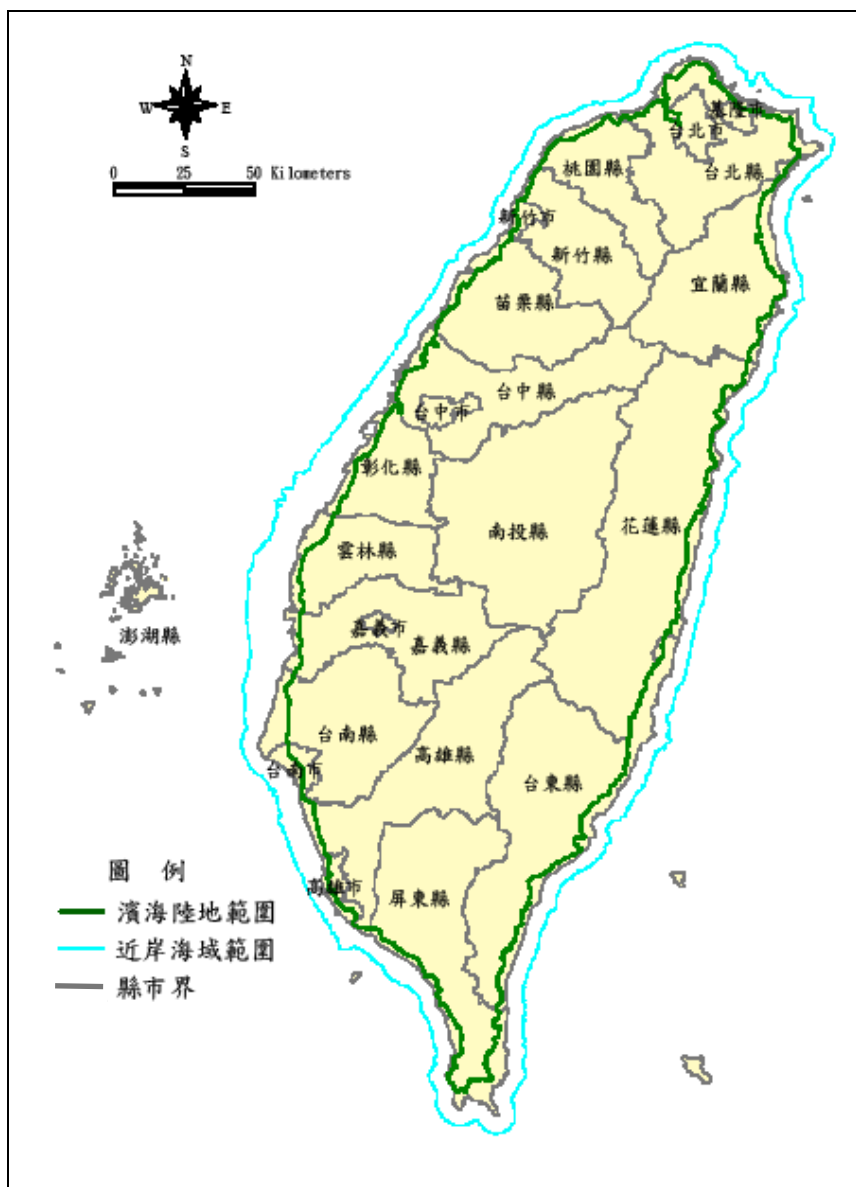 N
W E
S
0 25 50 Kilometers
基隆市
台北市
台北縣
桃園縣
新竹市
新竹縣
宜蘭縣
苗栗縣
台中縣
台中市
彰化縣
南投縣
花蓮縣
雲林縣
嘉義市
嘉義縣
澎湖縣
台南縣
台南市
高雄縣
台東縣
高雄市
屏東縣
圖 例
濱海陸地範圍
近岸海域範圍
縣市界